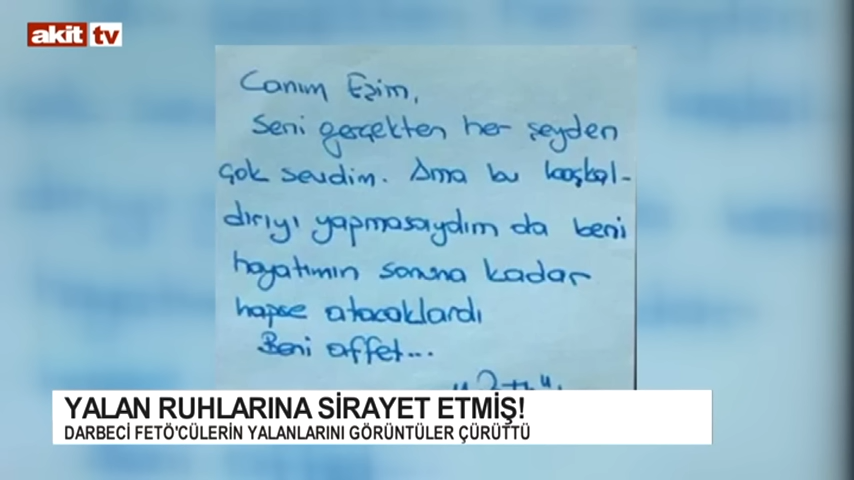 akit tv
Canım Eşim,
Seni gerçekten her şeyden
çok sevdim. Ama bu başkal-
dırıyı yapmasaydım da beni
hayatımın sonuna kadar
hapse atacaklardı
Beni affet...
YALAN RUHLARINA SİRAYET ETMİŞ!
DARBECİ FETÖ'CÜLERİN YALANLARINI GÖRÜNTÜLER ÇÜRÜTTÜ